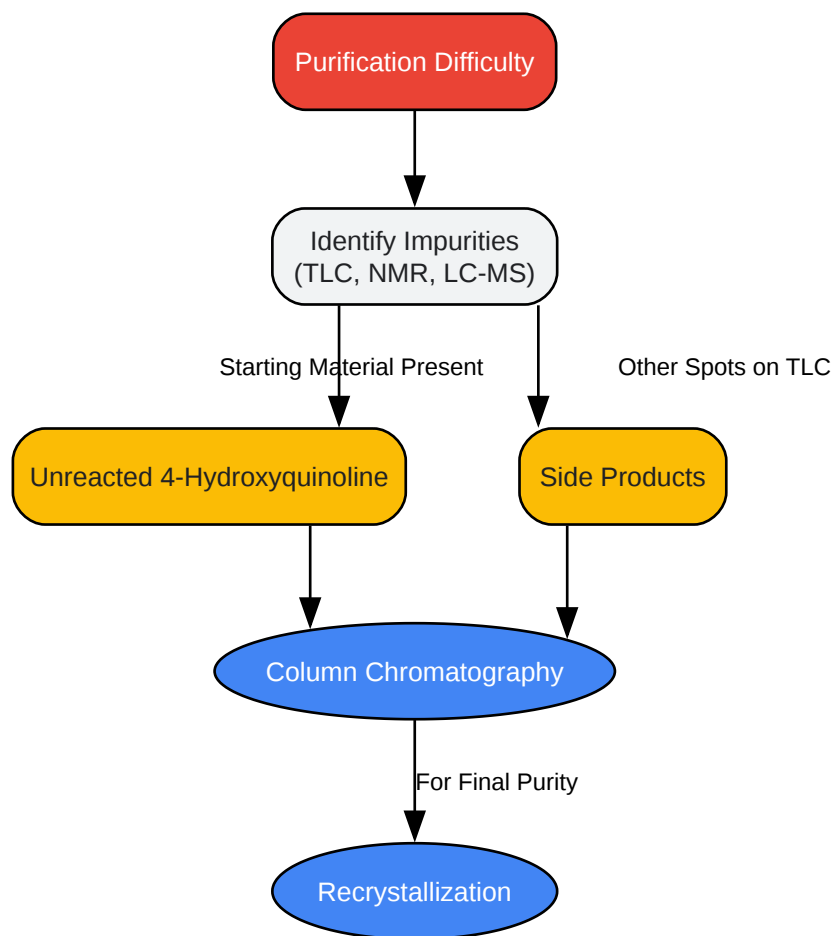 Purification Difficulty
Identify Impurities
(TLC, NMR, LC-MS)
Starting Material Present
Other Spots on TLC
Unreacted 4-Hydroxyquinoline
Side Products
Column Chromatography
For Final Purity
Recrystallization